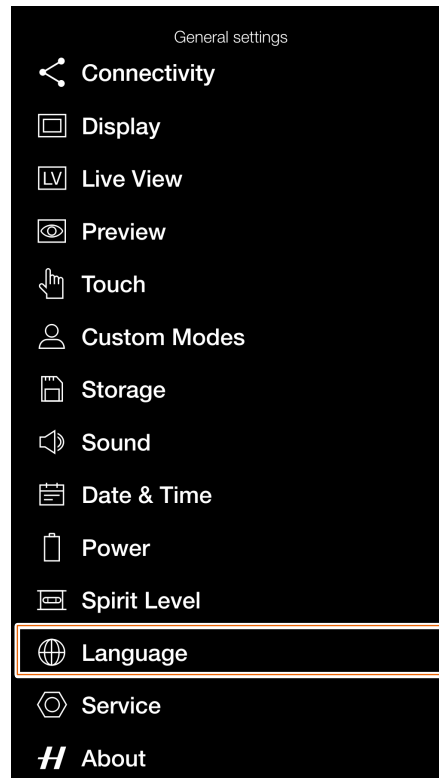 General settings
Connectivity
Display
LV Live View
Preview
Touch
Custom Modes
Storage
Sound
Date & Time
Power
Spirit Level
Language
Service
H About